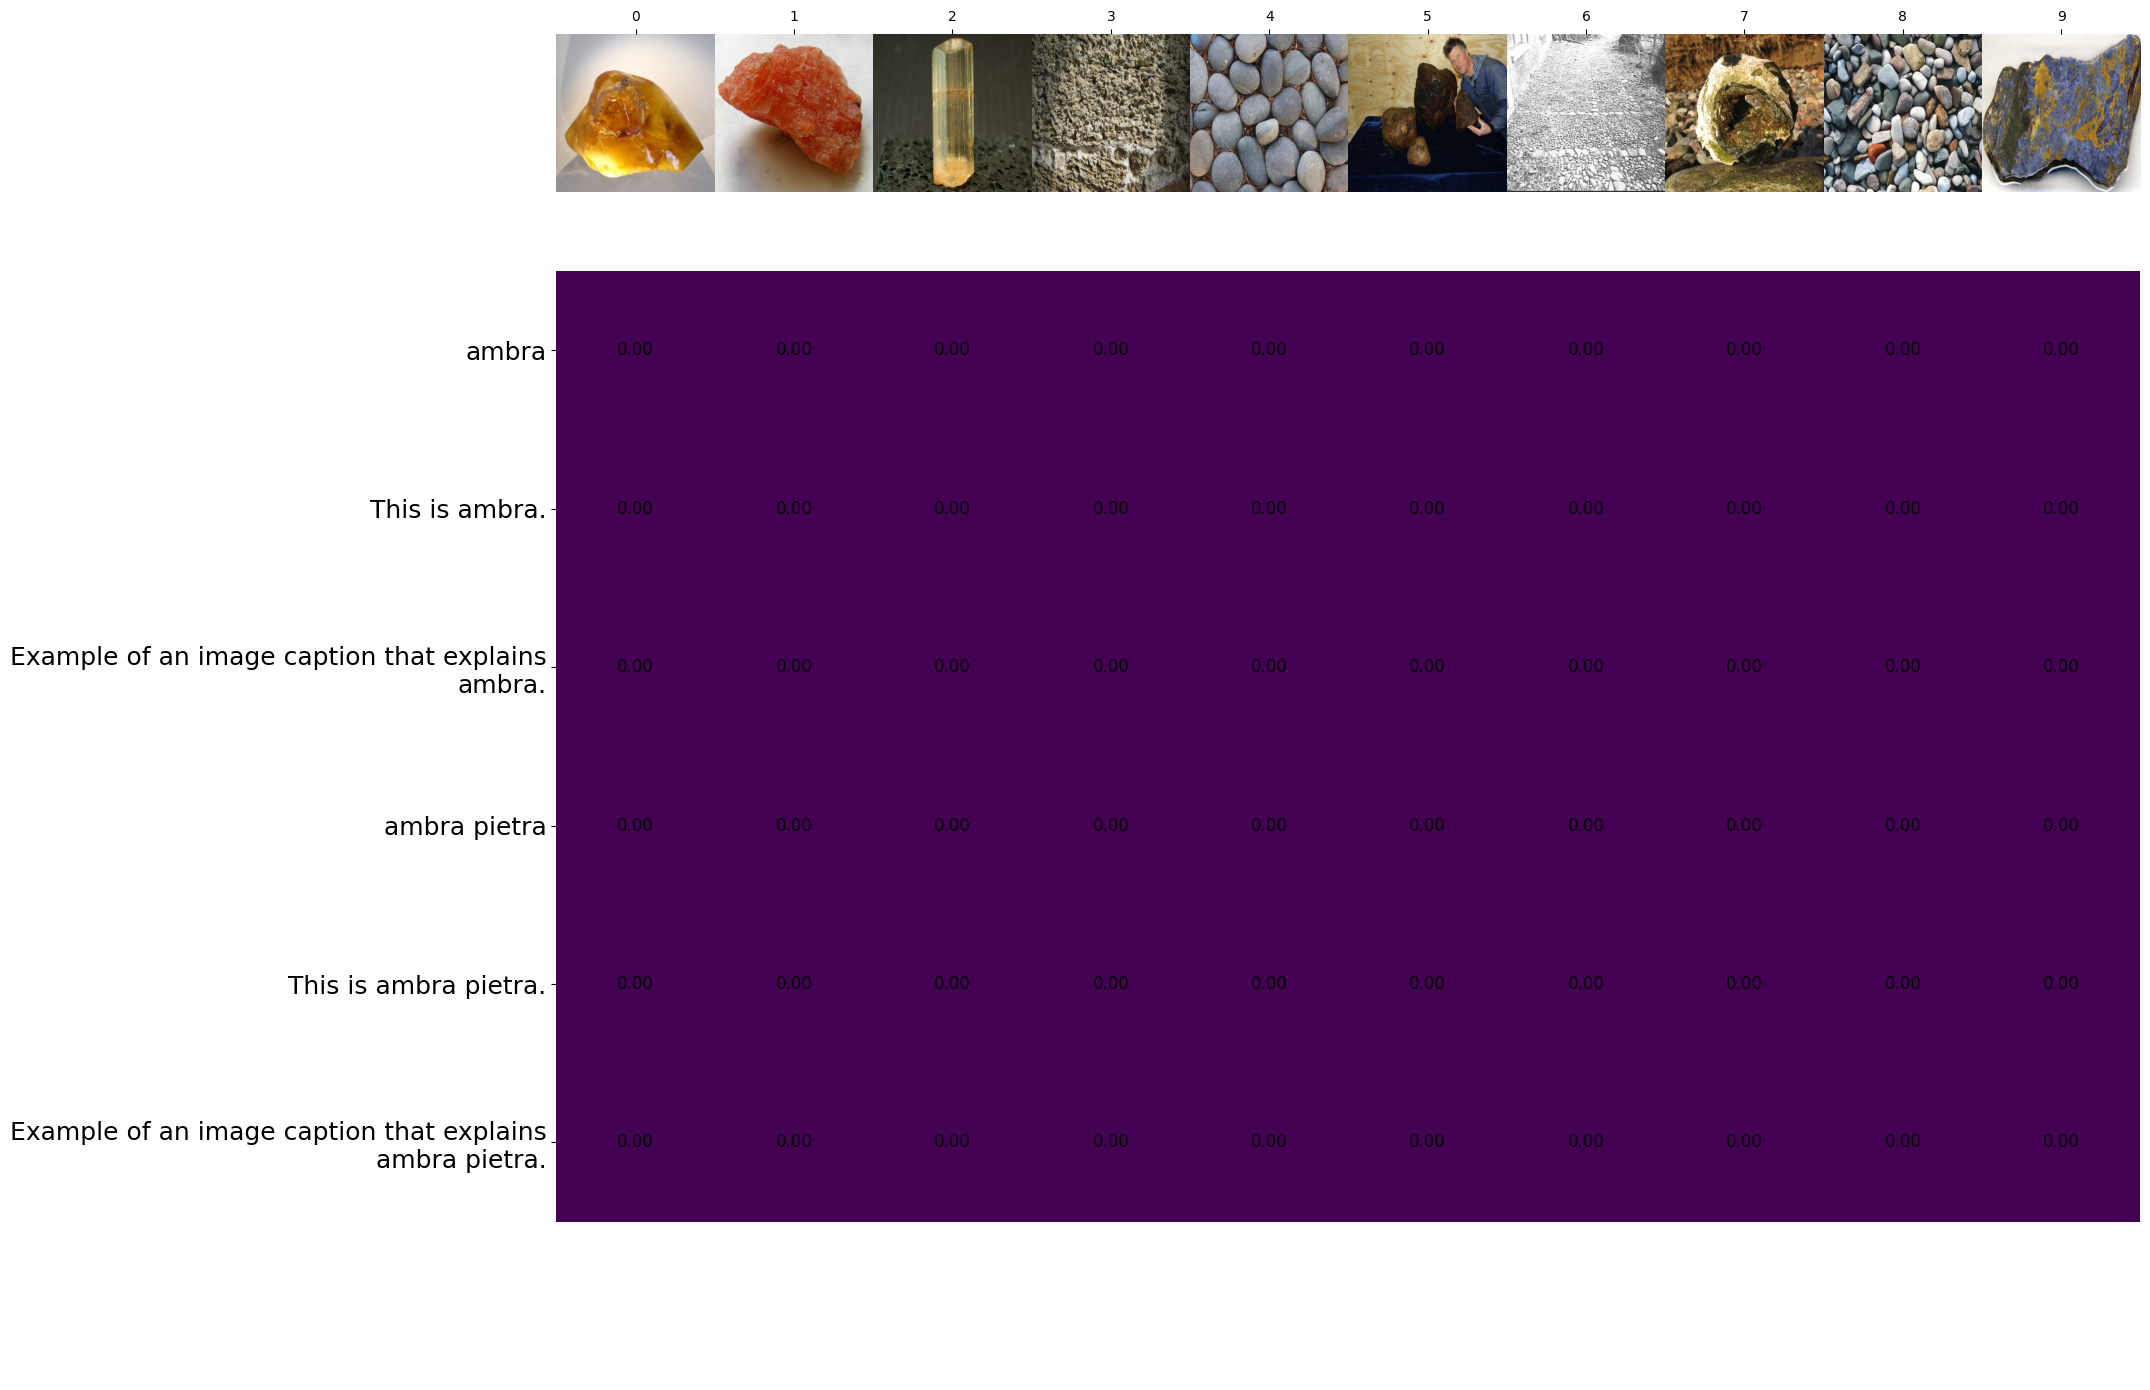 0 1 2 3 4 5 6 7 8 9
ambra 0.00 0.00 0.00 0.00 0.00 0.00 0.00 0.00 0.00 0.00
This is ambra. 0.00 0.00 0.00 0.00 0.00 0.00 0.00 0.00 0.00 0.00
Example of an image caption that explains
ambra. 0.00 0.00 0.00 0.00 0.00 0.00 0.00 0.00 0.00 0.00
ambra pietra 0.00 0.00 0.00 0.00 0.00 0.00 0.00 0.00 0.00 0.00
This is ambra pietra. 0.00 0.00 0.00 0.00 0.00 0.00 0.00 0.00 0.00 0.00
Example of an image caption that explains
ambra pietra. 0.00 0.00 0.00 0.00 0.00 0.00 0.00 0.00 0.00 0.00